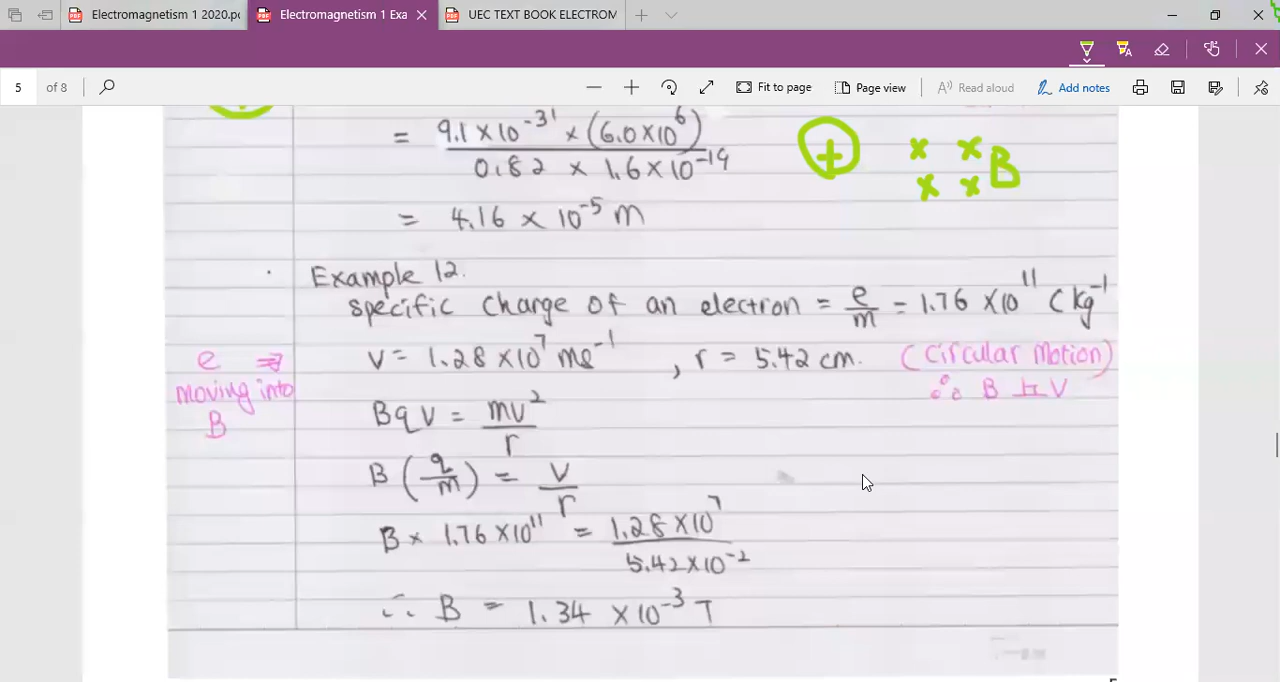 Electromagnetism 1 2020.p
Electromagnetism 1 Exa
UEC TEXT BOOK ELECTROM
5 of 8
Fit to page
Page view
Read aloud
Add notes
= 9.1 × 10⁻³¹ × (6.0×10⁶)
0.82 × 1.6×10⁻¹⁹
+
x x
x x
B
= 4.16 × 10⁻⁵ m
Example 12.
specific charge of an electron = e/m = 1.76 ×10¹¹ C kg⁻¹
e ⇒
moving into
B
v = 1.28 ×10⁷ ms⁻¹ , r = 5.42 cm. (Circular Motion)
∴ B ⊥ V
B q V = mv²/r
B (q/m) = v/r
B × 1.76 ×10¹¹ = 1.28 ×10⁷
5.42 ×10⁻²
∴ B = 1.34 ×10⁻³ T